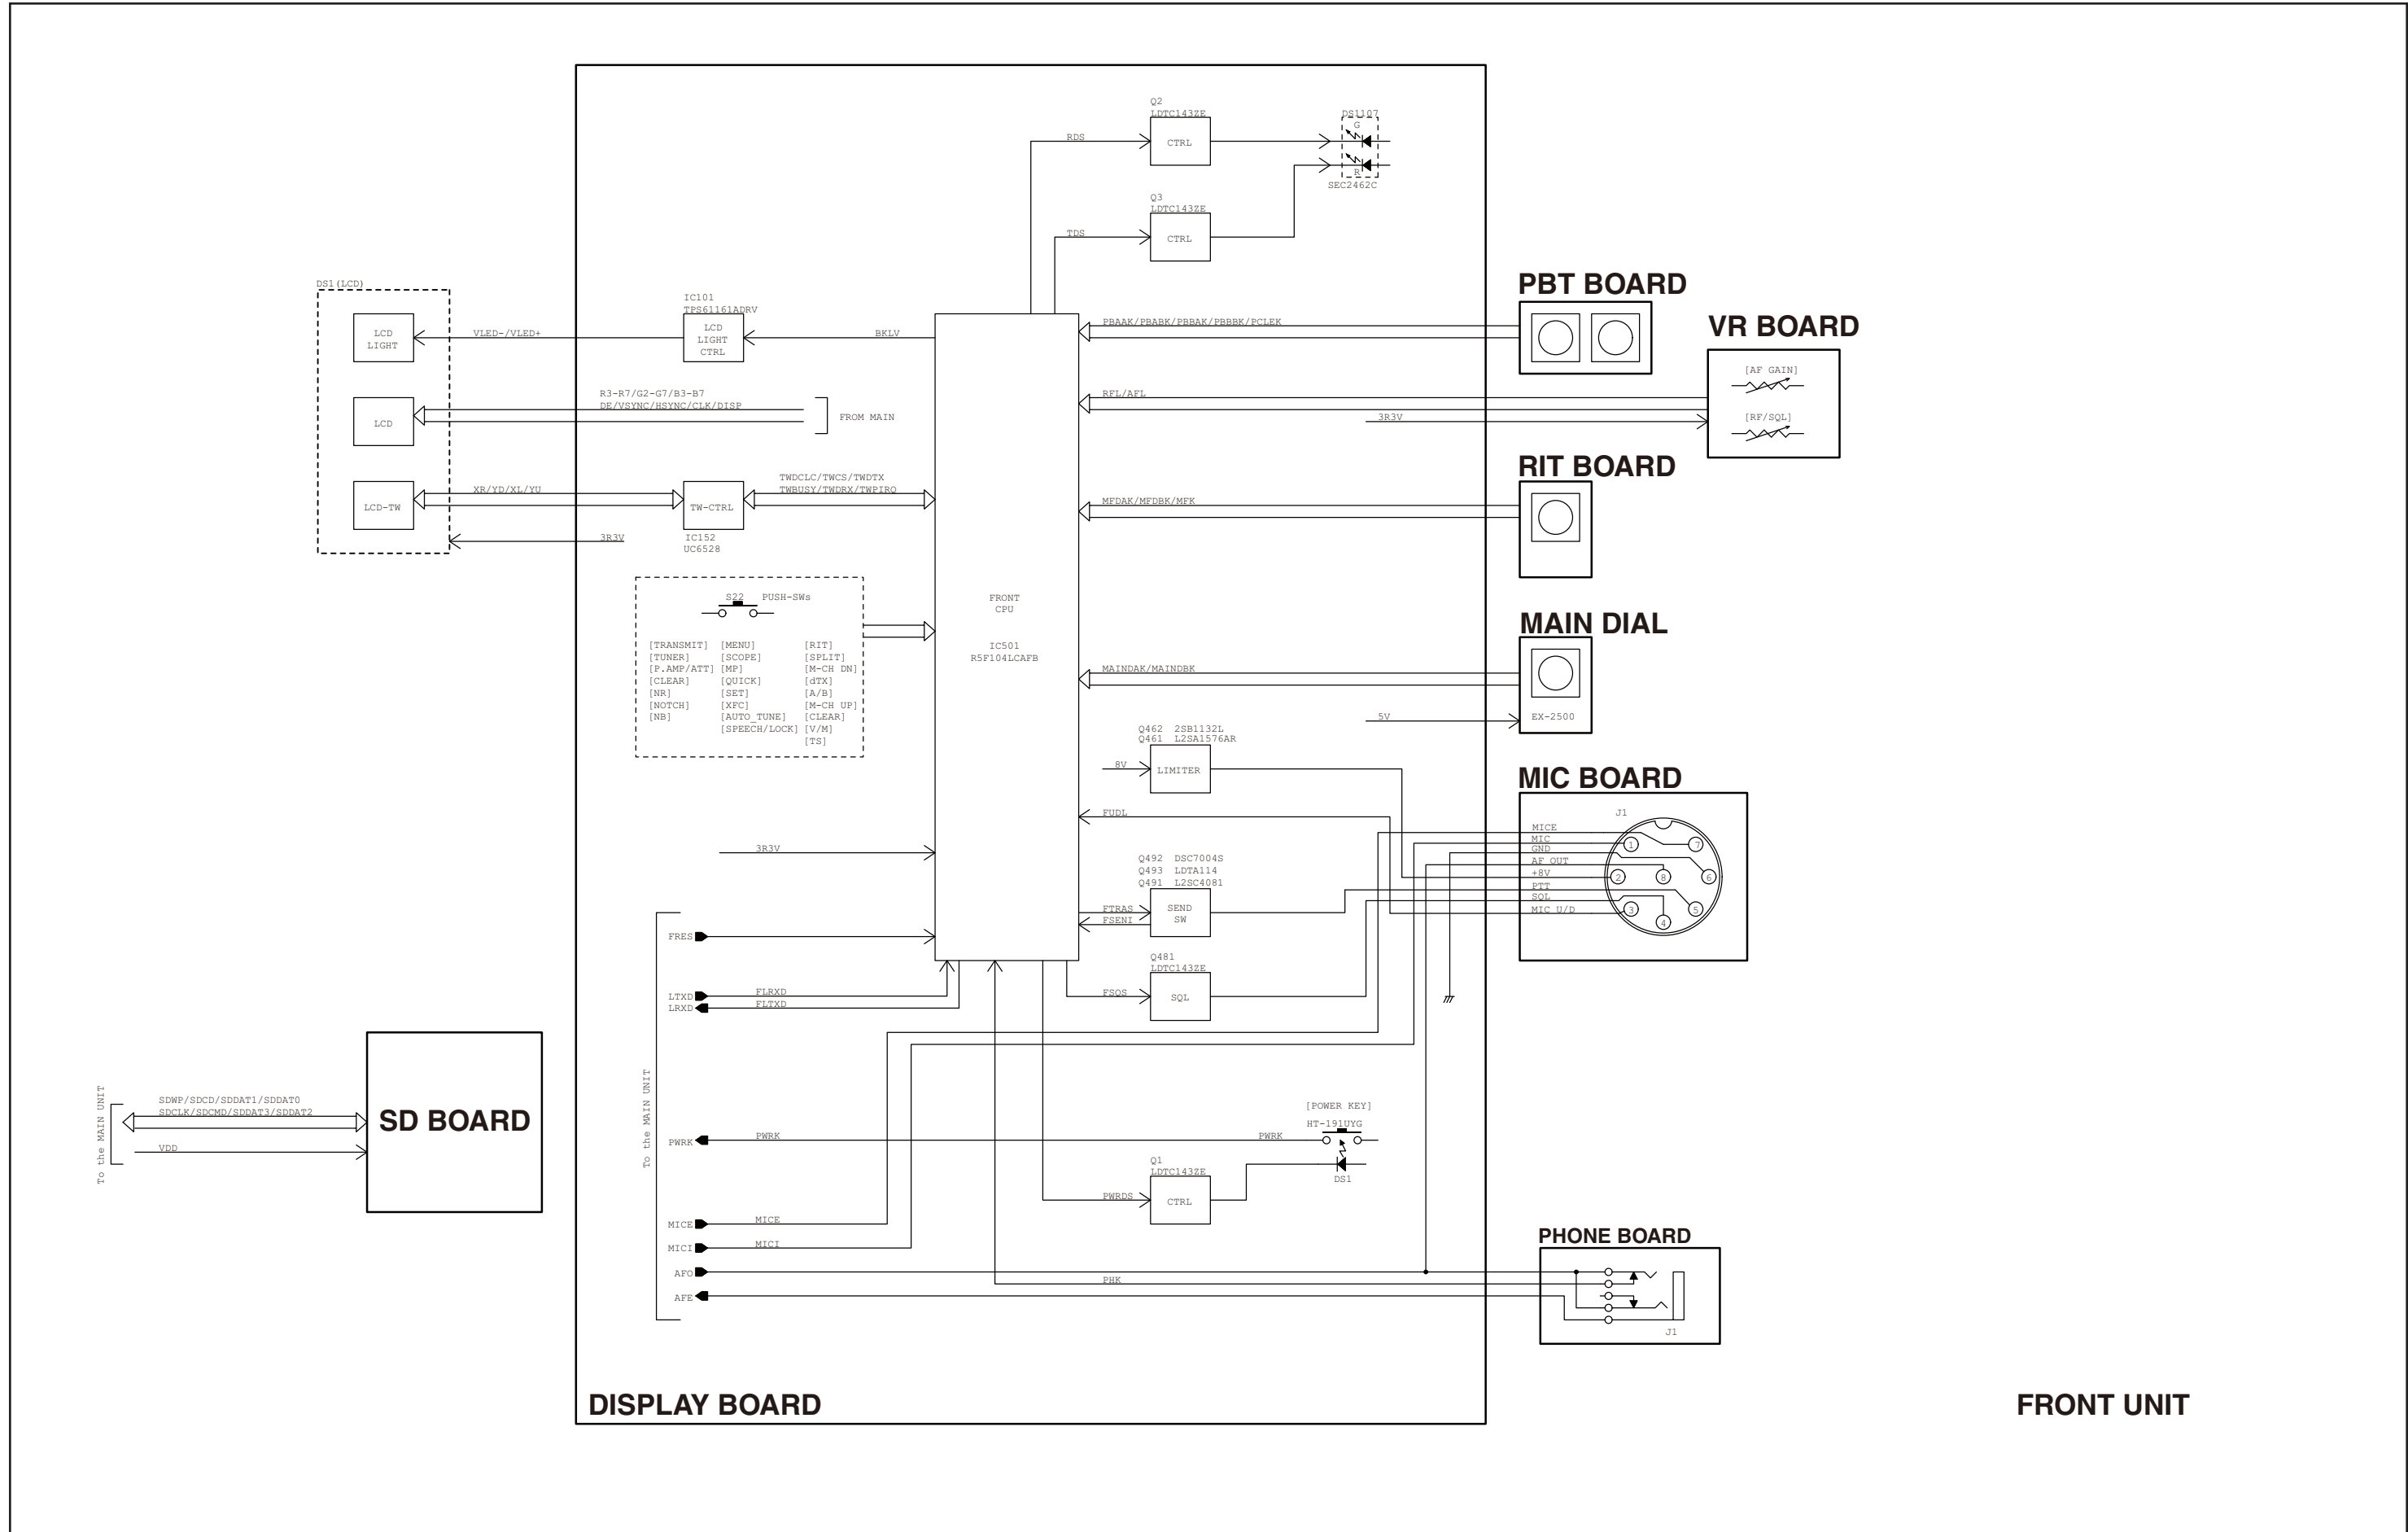 Q2
LDTC143ZE
CTRL
RDS
DS1107
G
R
SEC2462C
Q3
LDTC143ZE
CTRL
TDS
DS1(LCD)
LCD
LIGHT
VLED-/VLED+
IC101
TPS61161ADRV
LCD
LIGHT
CTRL
BKLV
LCD
R3-R7/G2-G7/B3-B7
DE/VSYNC/HSYNC/CLK/DISP
FROM MAIN
LCD-TW
XR/YD/XL/YU
TW-CTRL
IC152
UC6528
TWDCLC/TWCS/TWDTX
TWBUSY/TWDRX/TWPIRQ
3R3V
S22 PUSH-SWs
[TRANSMIT] [MENU] [RIT]
[TUNER] [SCOPE] [SPLIT]
[P.AMP/ATT] [MP] [M-CH DN]
[CLEAR] [QUICK] [dTX]
[NR] [SET] [A/B]
[NOTCH] [XFC] [M-CH UP]
[NB] [AUTO_TUNE] [CLEAR]
[SPEECH/LOCK] [V/M]
[TS]
FRONT
CPU
IC501
R5F104LCAFB
PBT BOARD
PBAAK/PBABK/PBBAK/PBBBK/PCLEK
VR BOARD
[AF GAIN]
[RF/SQL]
RFL/AFL
3R3V
RIT BOARD
MFDAK/MFDBK/MFK
MAIN DIAL
MAINDAK/MAINDBK
5V
EX-2500
Q462 2SB1132L
Q461 L2SA1576AR
8V
LIMITER
FUDL
MIC BOARD
J1
MICE
MIC
GND
AF OUT
+8V
PTT
SQL
MIC U/D
1
7
2
8
6
3
5
4
3R3V
Q492 DSC7004S
Q493 LDTA114
Q491 L2SC4081
FTRAS
FSENI
SEND
SW
Q481
LDTC143ZE
FSQS
SQL
FRES
LTXD
FLRXD
LRXD
FLTXD
To the MAIN UNIT
PWRK
PWRK
PWRK
[POWER KEY]
HT-191UYG
DS1
Q1
LDTC143ZE
PWRDS
CTRL
MICE
MICE
MICI
MICI
AFO
PHK
AFE
PHONE BOARD
J1
To the MAIN UNIT
SDWP/SDCD/SDDAT1/SDDAT0
SDCLK/SDCMD/SDDAT3/SDDAT2
VDD
SD BOARD
DISPLAY BOARD
FRONT UNIT